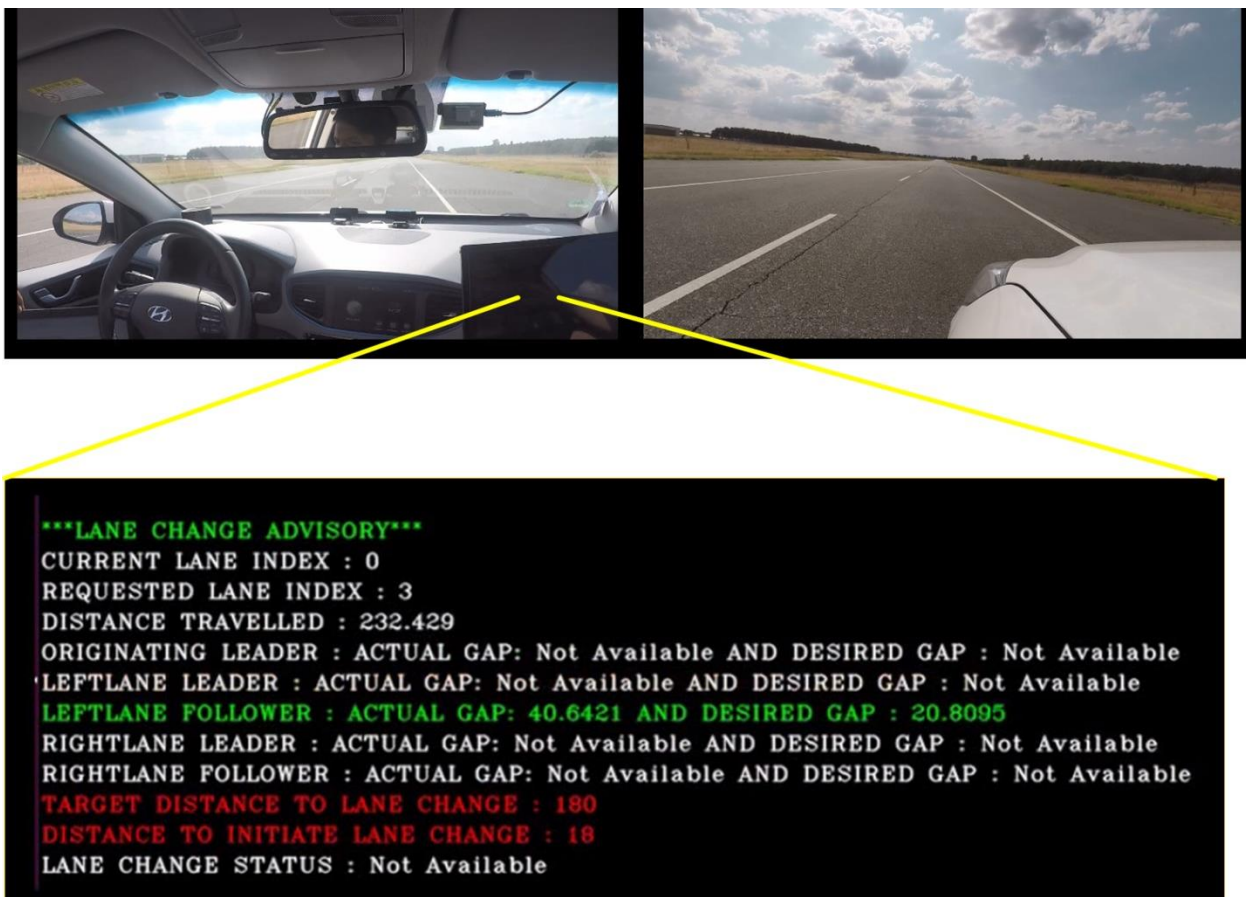 ***LANE CHANGE ADVISORY***
CURRENT LANE INDEX : 0
REQUESTED LANE INDEX : 3
DISTANCE TRAVELLED : 232.429
ORIGINATING LEADER : ACTUAL GAP: Not Available AND DESIRED GAP : Not Available
LEFTLANE LEADER : ACTUAL GAP: Not Available AND DESIRED GAP : Not Available
LEFTLANE FOLLOWER : ACTUAL GAP: 40.6421 AND DESIRED GAP : 20.8095
RIGHTLANE LEADER : ACTUAL GAP: Not Available AND DESIRED GAP : Not Available
RIGHTLANE FOLLOWER : ACTUAL GAP: Not Available AND DESIRED GAP : Not Available
TARGET DISTANCE TO LANE CHANGE : 180
DISTANCE TO INITIATE LANE CHANGE : 18
LANE CHANGE STATUS : Not Available